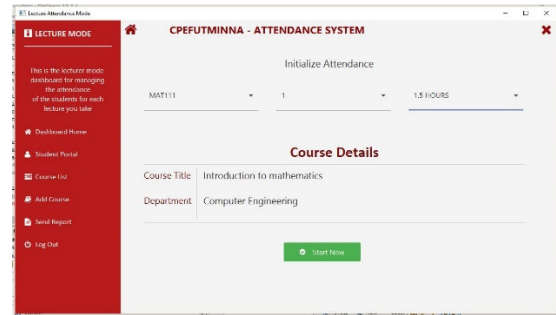 Lecture Attendance Mode
LECTURE MODE
CPEFUTMINNA - ATTENDANCE SYSTEM
This is the lecturer mode
dashboard for managing
the attendance
of the students for each
lecture you take
Dashboard Home
Student Portal
Course List
Add Course
Send Report
Log Out
Initialize Attendance
MAT111
1
1.5 HOURS
Course Details
Course Title Introduction to mathematics
Department Computer Engineering
Start Now